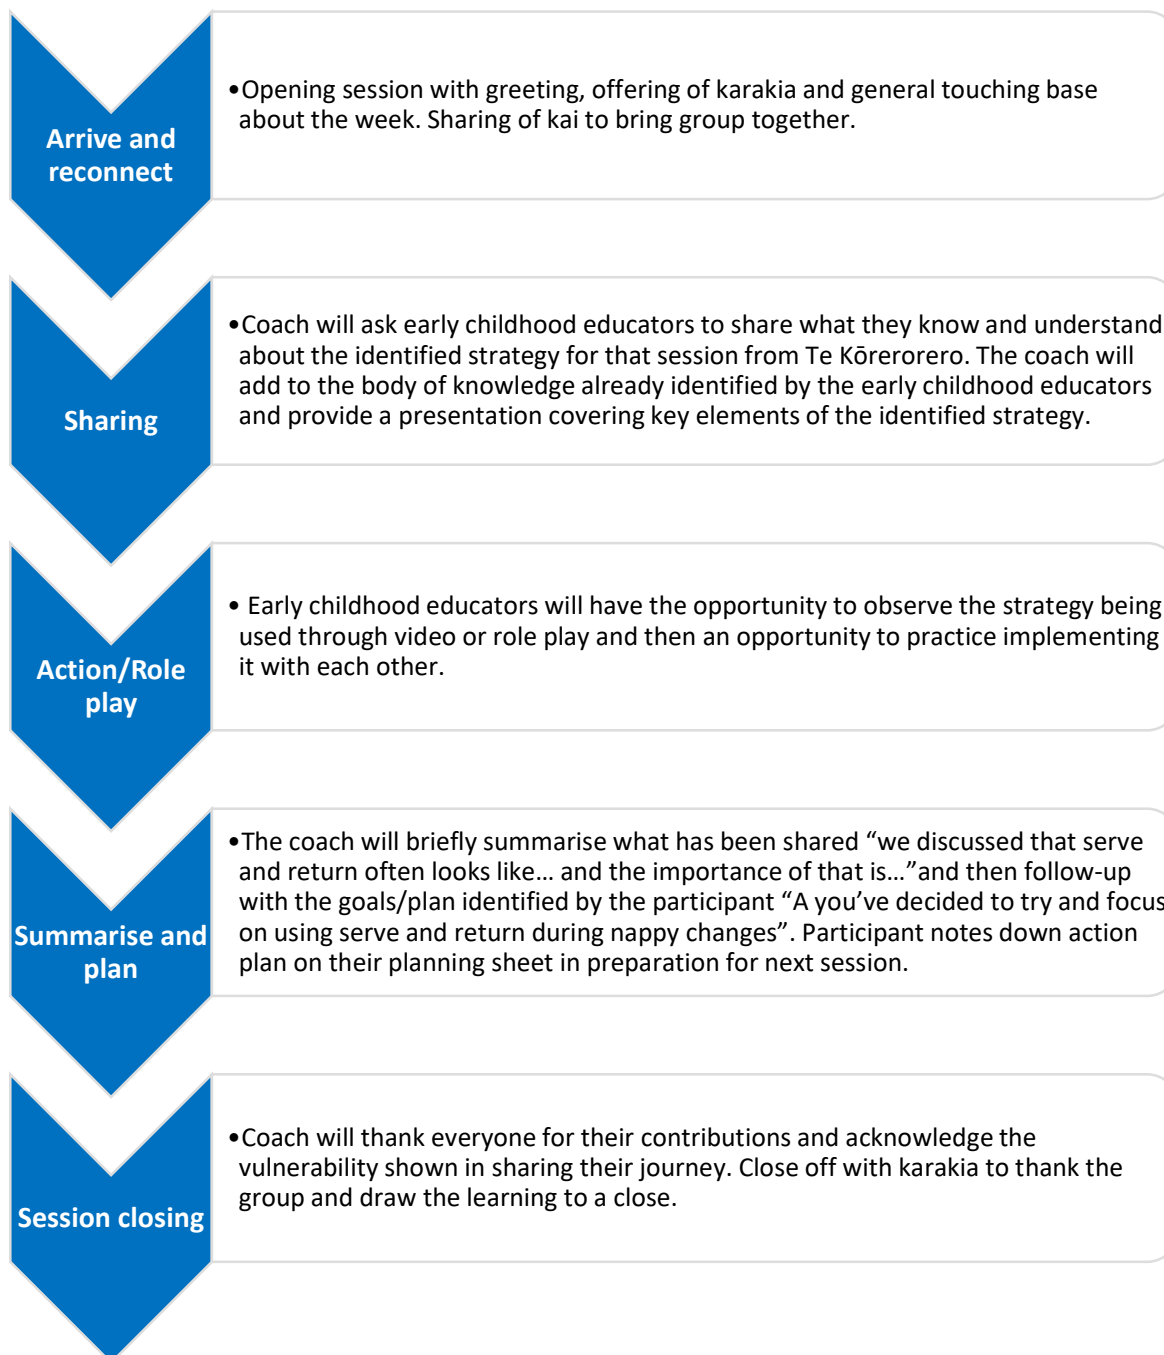 Arrive and
reconnect
•Opening session with greeting, offering of karakia and general touching base
about the week. Sharing of kai to bring group together.
Sharing
•Coach will ask early childhood educators to share what they know and understand
about the identified strategy for that session from Te Kōrerorero. The coach will
add to the body of knowledge already identified by the early childhood educators
and provide a presentation covering key elements of the identified strategy.
Action/Role
play
• Early childhood educators will have the opportunity to observe the strategy being
used through video or role play and then an opportunity to practice implementing
it with each other.
Summarise and
plan
•The coach will briefly summarise what has been shared “we discussed that serve
and return often looks like… and the importance of that is…”and then follow-up
with the goals/plan identified by the participant “A you’ve decided to try and focus
on using serve and return during nappy changes”. Participant notes down action
plan on their planning sheet in preparation for next session.
Session closing
•Coach will thank everyone for their contributions and acknowledge the
vulnerability shown in sharing their journey. Close off with karakia to thank the
group and draw the learning to a close.